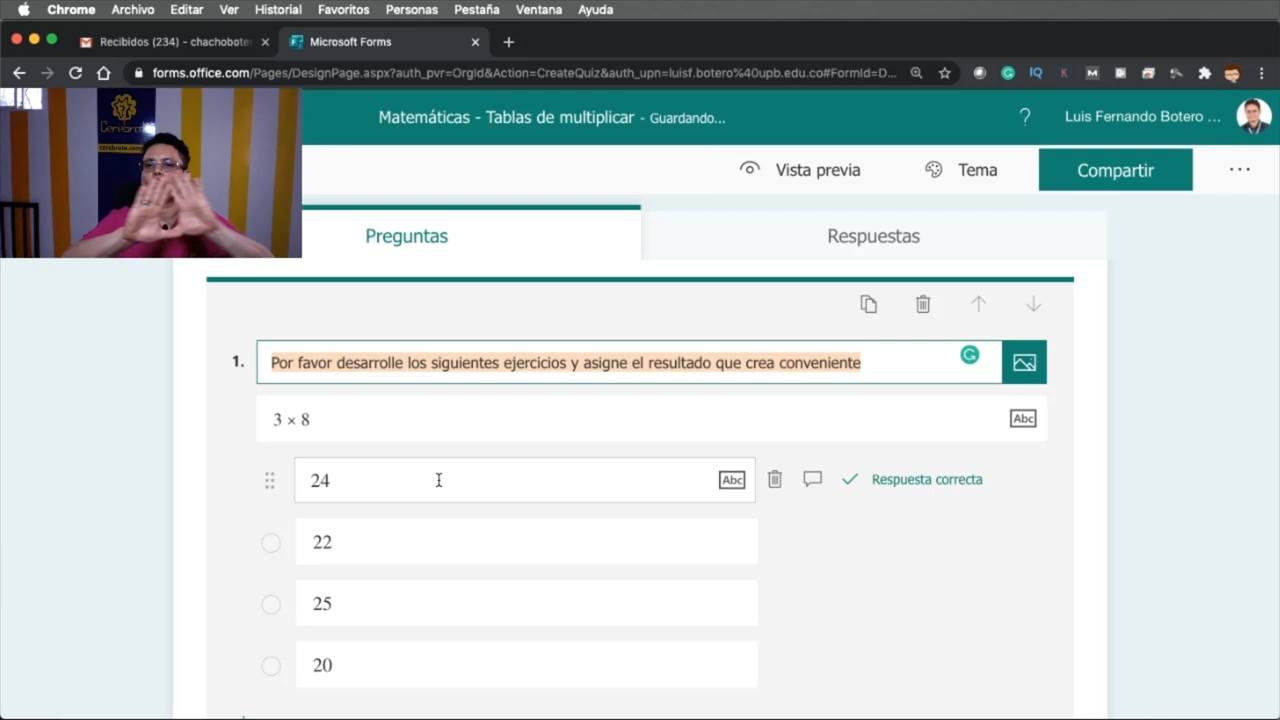 Chrome Archivo Editar Ver Historial Favoritos Personas Pestaña Ventana Ayuda
Recibidos (234) - chachobote
Microsoft Forms
forms.office.com/Pages/DesignPage.aspx?auth_pvr=OrgId&Action=CreateQuiz&auth_upn=luisf.botero%40upb.edu.co#FormId=D...
IQ
K
M
Matemáticas - Tablas de multiplicar - Guardando...
?
Luis Fernando Botero ...
Vista previa
Tema
Compartir
...
Preguntas
Respuestas
1. Por favor desarrolle los siguientes ejercicios y asigne el resultado que crea conveniente
3 × 8
Abc
24
Abc
Respuesta correcta
22
25
20